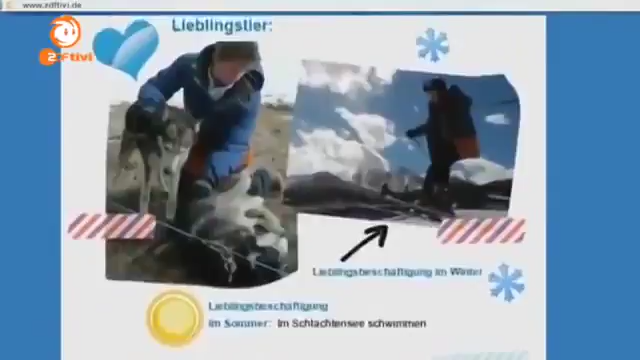 www.zdftivi.de
Lieblingstier:
zdftivi
Lieblingsbeschäftigung im Winter
Lieblingsbeschäftigung
im Sommer: Im Schlachtensee schwimmen